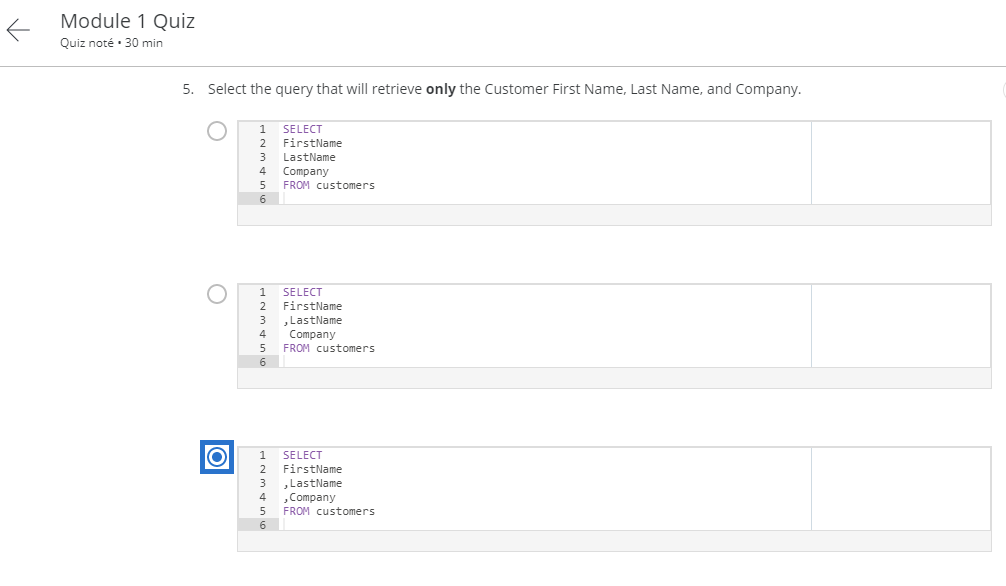 Module 1 Quiz
Quiz noté • 30 min
5. Select the query that will retrieve only the Customer First Name, Last Name, and Company.
1 SELECT
2 FirstName
3 LastName
4 Company
5 FROM customers
6
1 SELECT
2 FirstName
3 ,LastName
4 Company
5 FROM customers
6
1 SELECT
2 FirstName
3 ,LastName
4 ,Company
5 FROM customers
6